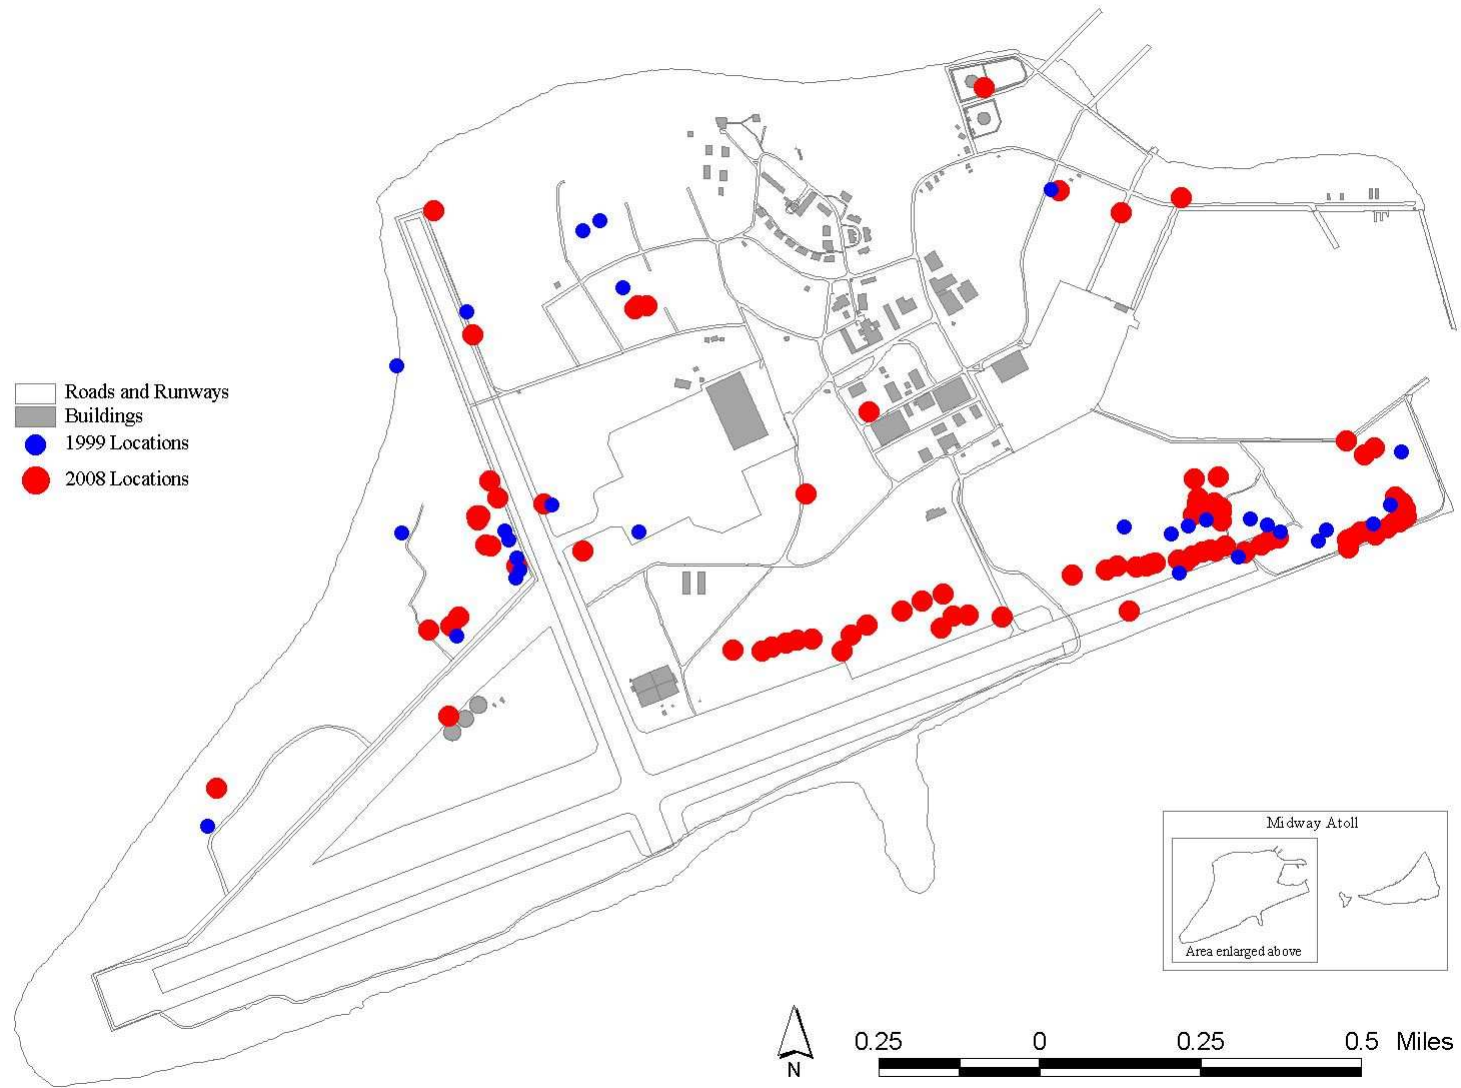 Roads and Runways
Buildings
1999 Locations
2008 Locations
Midway Atoll
Area enlarged above
N
0.25 0 0.25 0.5 Miles